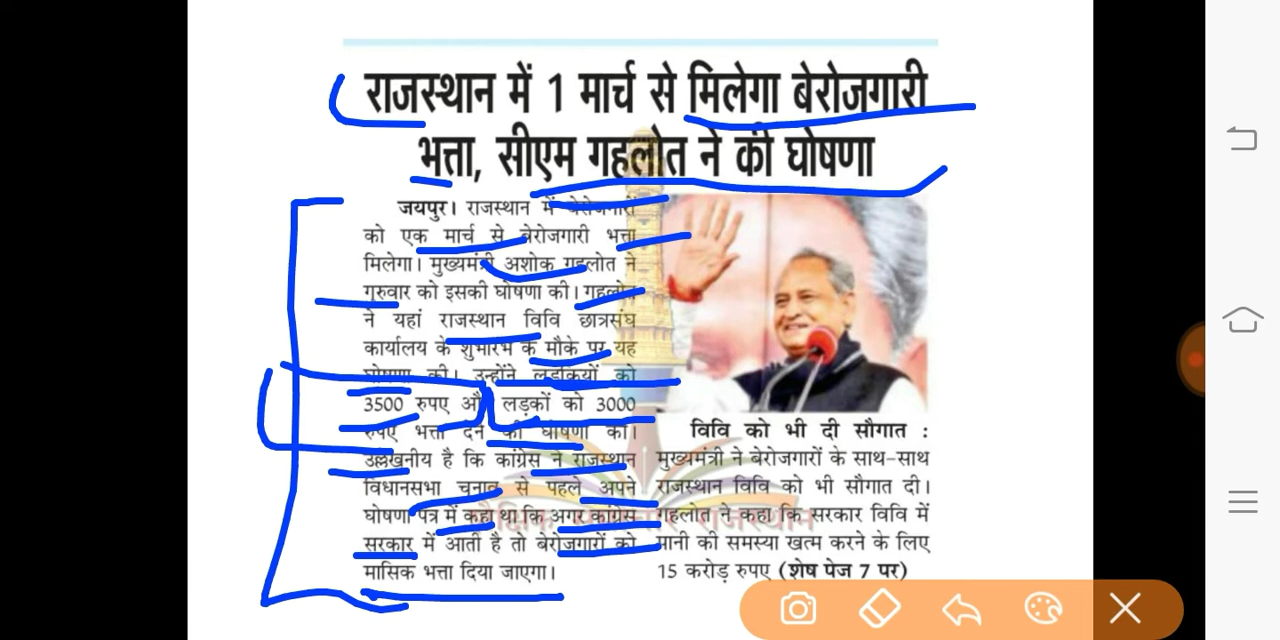 राजस्थान में 1 मार्च से मिलेगा बेरोजगारी
भत्ता, सीएम गहलोत ने की घोषणा
जयपुर। राजस्थान में बेरोजगारों
को एक मार्च से बेरोजगारी भत्ता
मिलेगा। मुख्यमंत्री अशोक गहलोत ने
गुरुवार को इसकी घोषणा की। गहलोत
ने यहां राजस्थान विवि छात्रसंघ
कार्यालय के शुभारंभ के मौके पर यह
घोषणा की। उन्होंने लड़कियों को
3500 रुपए और लड़कों को 3000
रुपए भत्ता देने की घोषणा की।
उल्लेखनीय है कि कांग्रेस ने राजस्थान
विधानसभा चुनाव से पहले अपने
घोषणा पत्र में कहा था कि अगर कांग्रेस
सरकार में आती है तो बेरोजगारों को
मासिक भत्ता दिया जाएगा।
विवि को भी दी सौगात :
मुख्यमंत्री ने बेरोजगारों के साथ-साथ
राजस्थान विवि को भी सौगात दी।
गहलोत ने कहा कि सरकार विवि में
पानी की समस्या खत्म करने के लिए
15 करोड़ रुपए (शेष पेज 7 पर)
राजस्थान